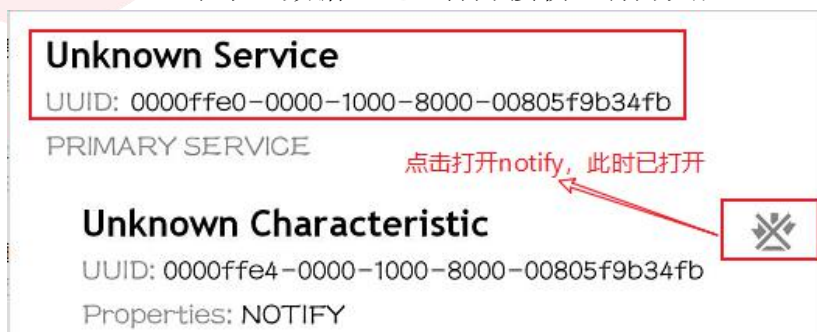 Unknown Service
UUID: 0000ffe0-0000-1000-8000-00805f9b34fb
PRIMARY SERVICE
点击打开notify，此时已打开
Unknown Characteristic
UUID: 0000ffe4-0000-1000-8000-00805f9b34fb
Properties: NOTIFY